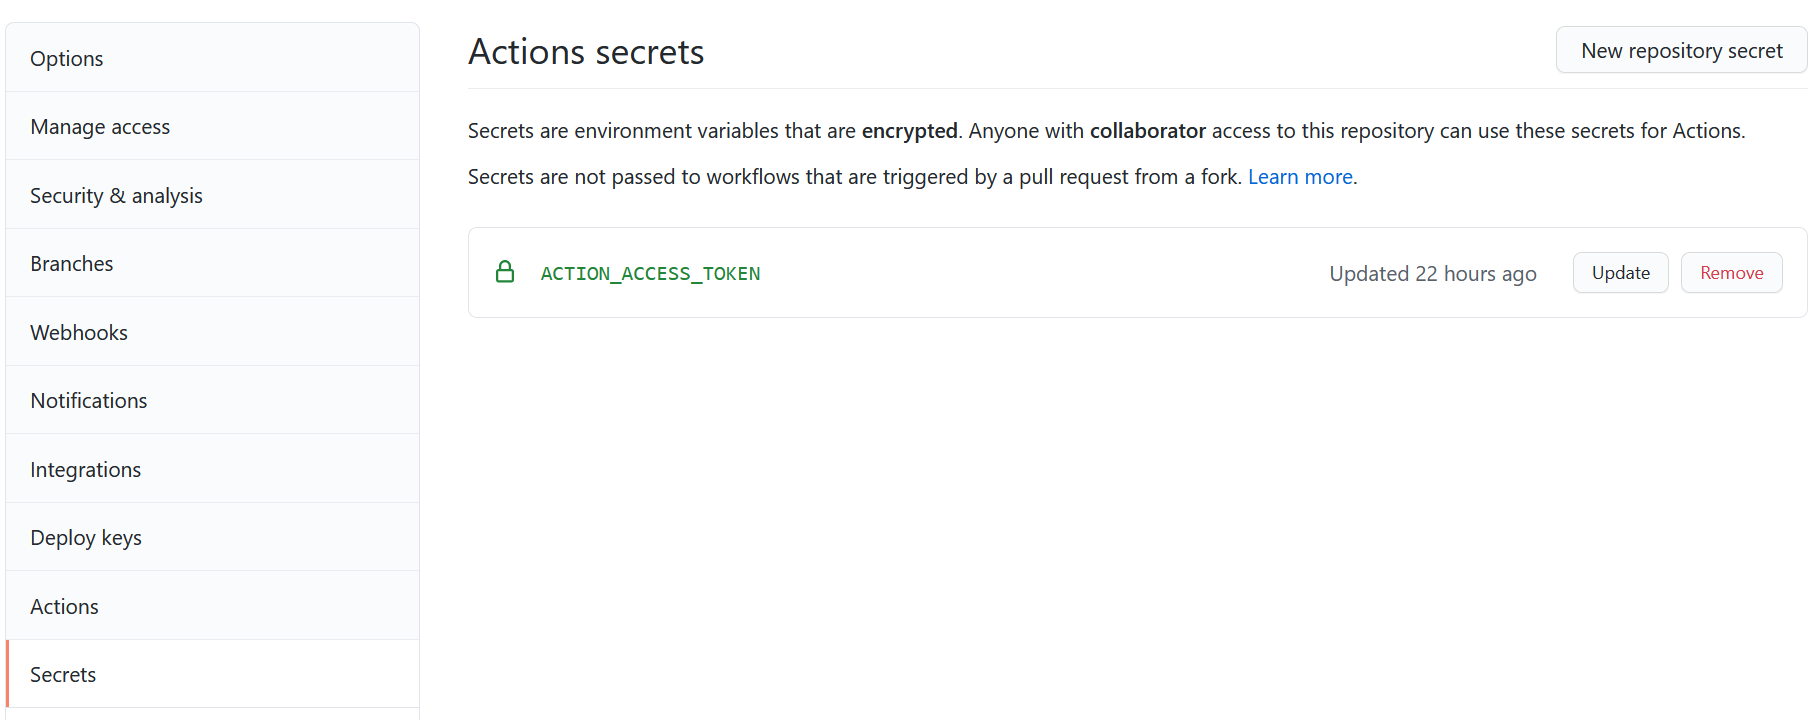 Options
Manage access
Security & analysis
Branches
Webhooks
Notifications
Integrations
Deploy keys
Actions
Secrets
Actions secrets
New repository secret
Secrets are environment variables that are encrypted. Anyone with collaborator access to this repository can use these secrets for Actions.
Secrets are not passed to workflows that are triggered by a pull request from a fork. Learn more.
ACTION_ACCESS_TOKEN
Updated 22 hours ago
Update
Remove